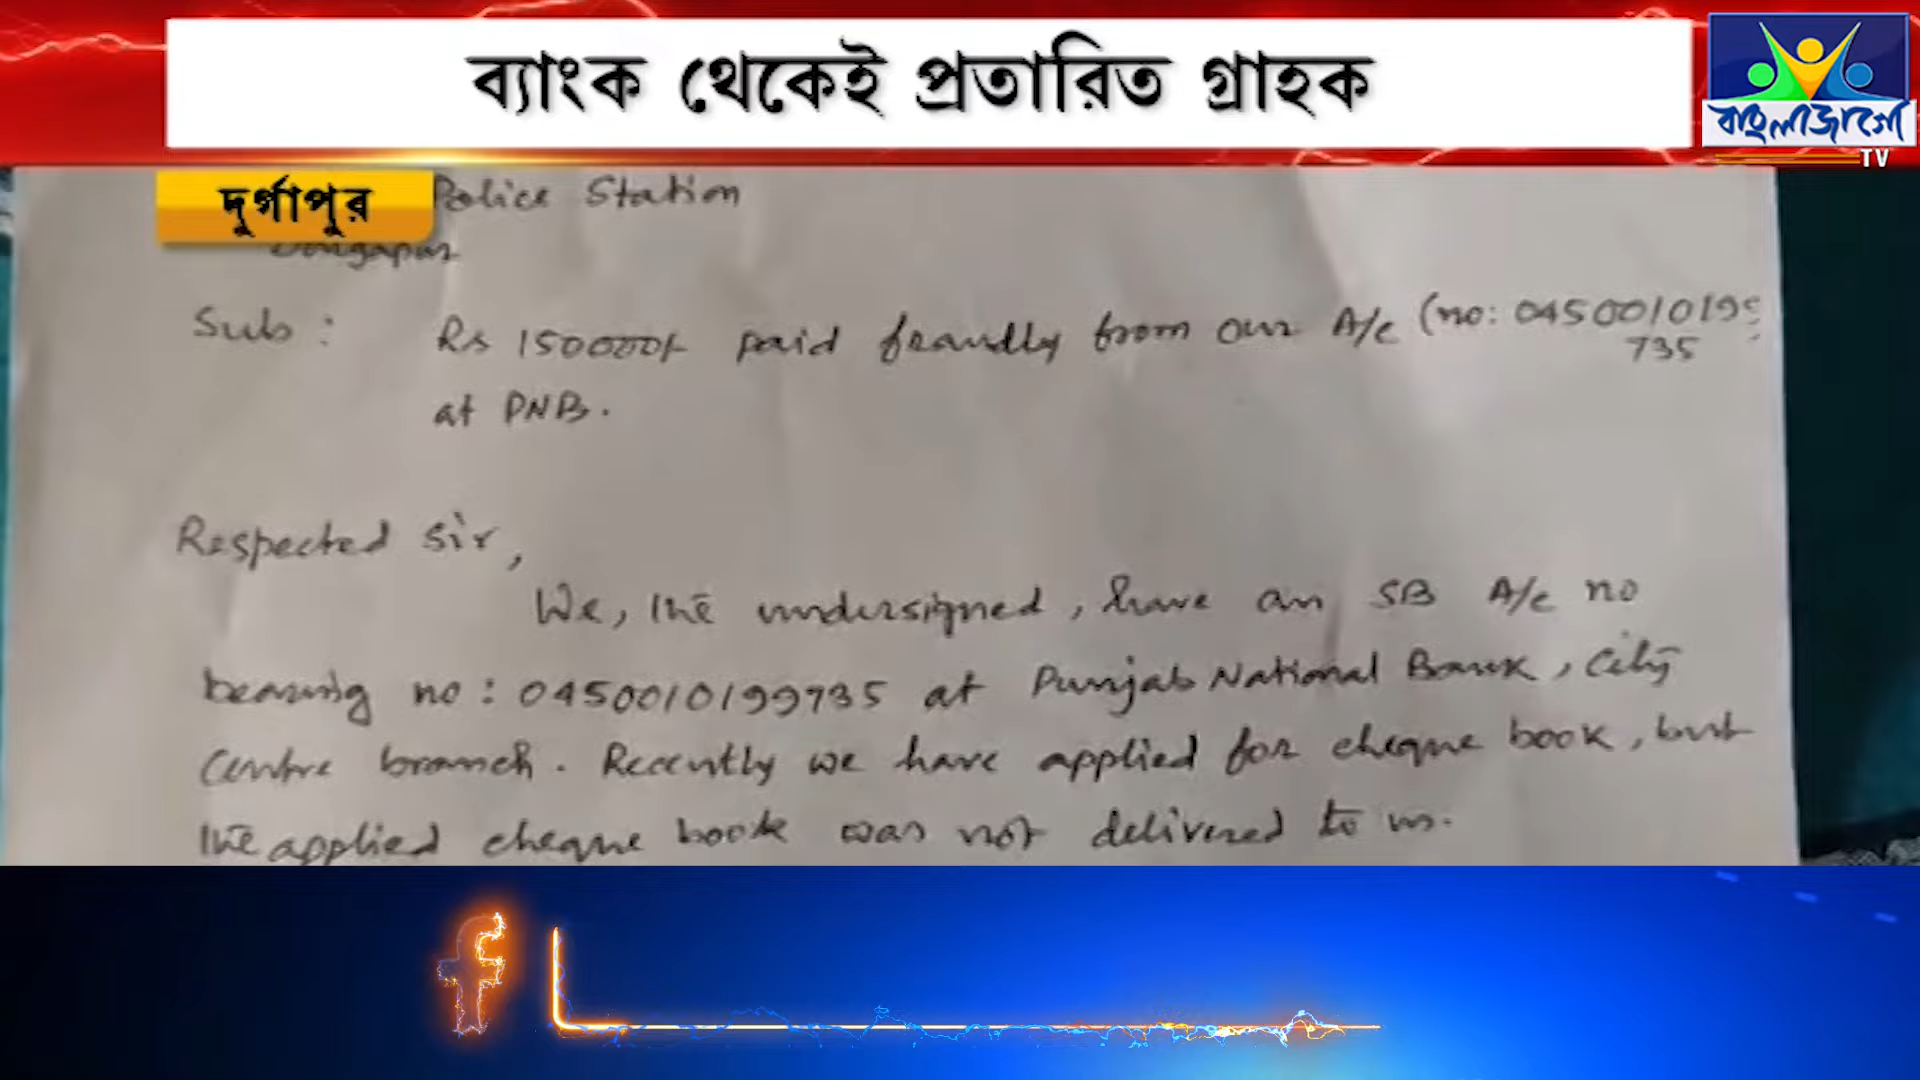 ব্যাংক থেকেই প্রতারিত গ্রাহক
বাংলাজাগো
TV
দুর্গাপুর
Police Station
Durgapur
Sub : Rs 150000/- paid fraudly from our A/c (no: 0450010199
735
at PNB.
Respected Sir,
We, the undersigned, have an SB A/c no
bearing no : 0450010199735 at Punjab National Bank, City
Centre branch. Recently we have applied for cheque book, but
the applied cheque book was not delivered to us.